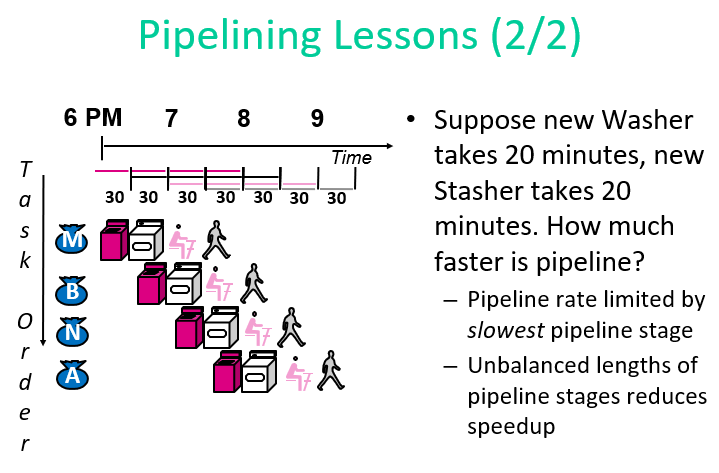 Pipelining Lessons (2/2)
6 PM 7 8 9
Time
30 30 30 30 30 30 30
Task Order
M
B
N
A
• Suppose new Washer
takes 20 minutes, new
Stasher takes 20
minutes. How much
faster is pipeline?
– Pipeline rate limited by
slowest pipeline stage
– Unbalanced lengths of
pipeline stages reduces
speedup